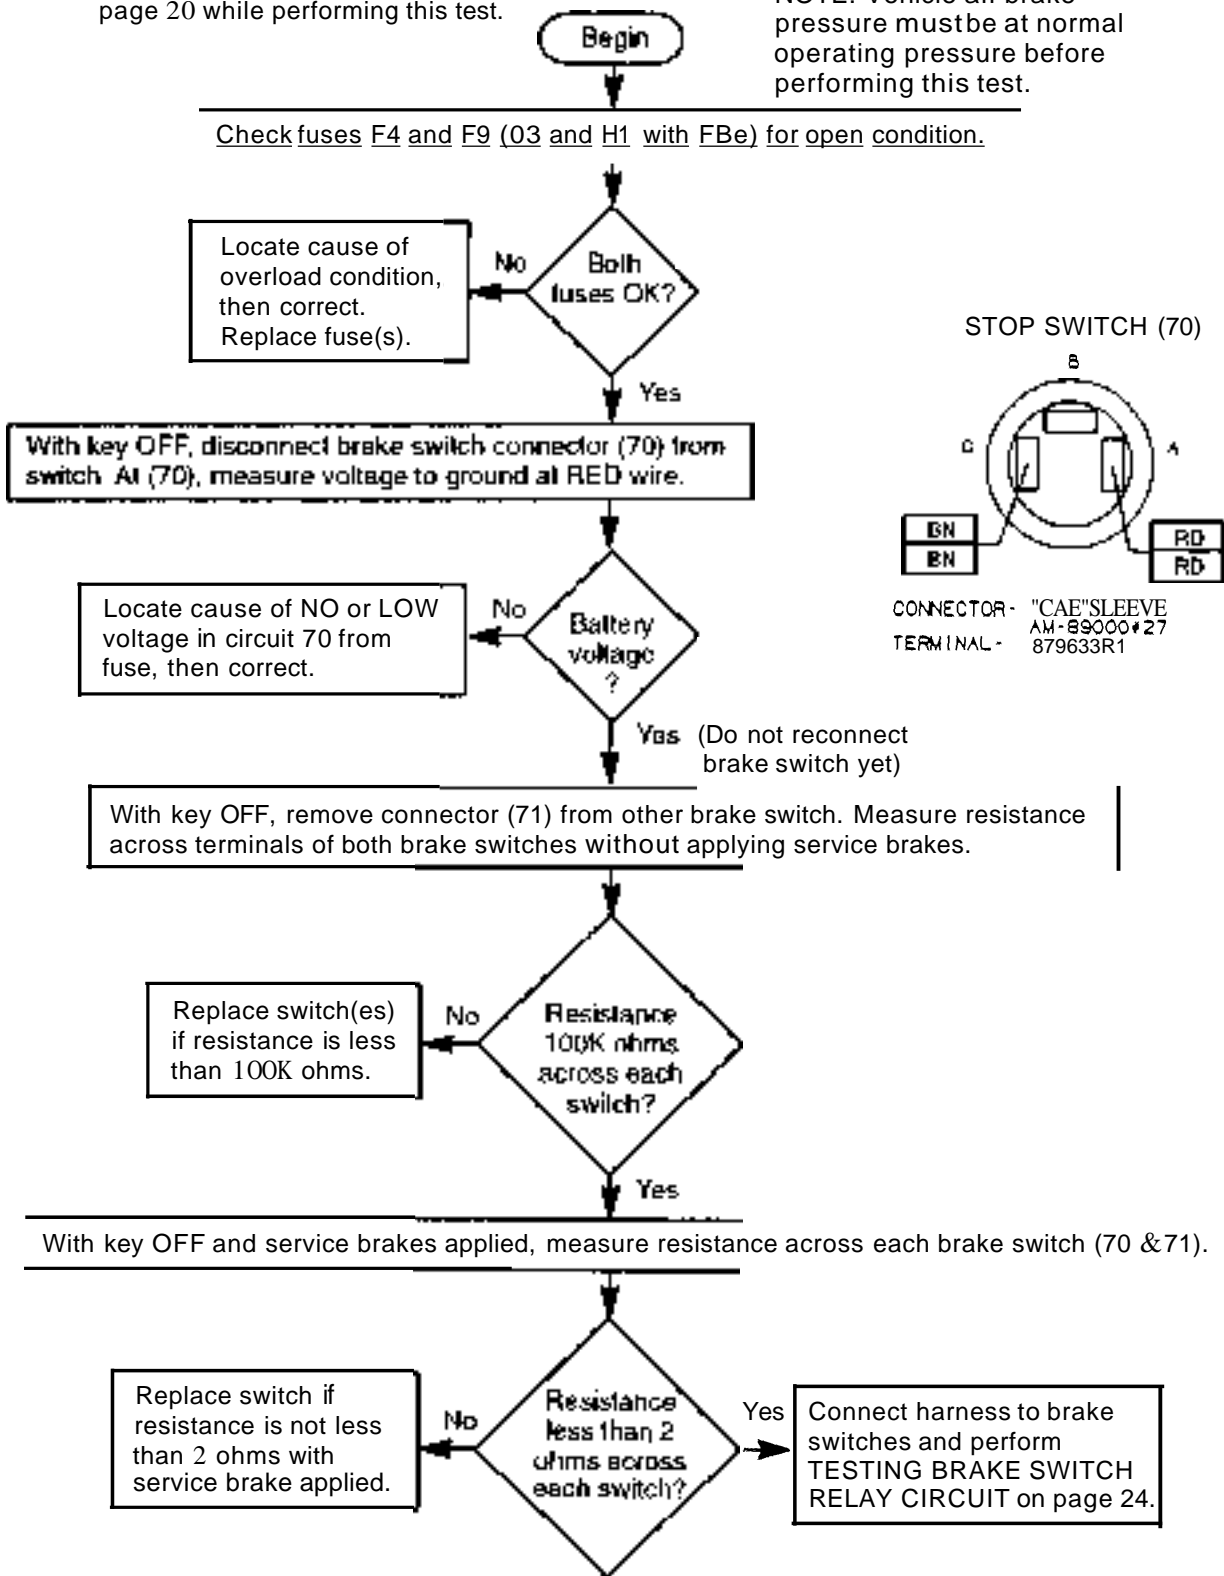 page 20 while performing this test.
NOTE: Vehicle air brake
pressure must be at normal
operating pressure before
performing this test.
Begin
Check fuses F4 and F9 (03 and H1 with FBe) for open condition.
Locate cause of
overload condition,
then correct.
Replace fuse(s).
No
Both
fuses OK?
Yes
STOP SWITCH (70)
B
C
A
BN
BN
RD
RD
CONNECTOR- "CAE"SLEEVE
AM-89000#27
TERMINAL- 879633R1
With key OFF, disconnect brake switch connector (70) from
switch. At (70), measure voltage to ground at RED wire.
Locate cause of NO or LOW
voltage in circuit 70 from
fuse, then correct.
No
Battery
voltage
?
Yes (Do not reconnect
brake switch yet)
With key OFF, remove connector (71) from other brake switch. Measure resistance
across terminals of both brake switches without applying service brakes.
Replace switch(es)
if resistance is less
than 100K ohms.
No
Resistance
100K ohms
across each
switch?
Yes
With key OFF and service brakes applied, measure resistance across each brake switch (70 &71).
Replace switch if
resistance is not less
than 2 ohms with
service brake applied.
No
Resistance
less than 2
ohms across
each switch?
Yes
Connect harness to brake
switches and perform
TESTING BRAKE SWITCH
RELAY CIRCUIT on page 24.